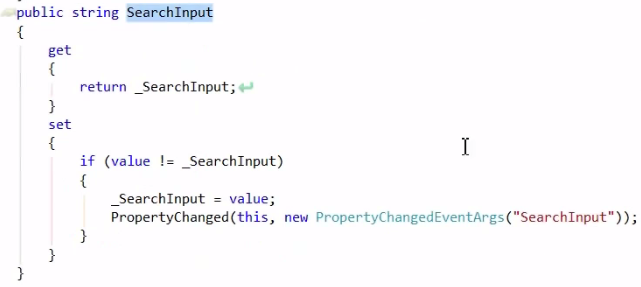 public string SearchInput
{
    get
    {
        return _SearchInput;
    }
    set
    {
        if (value != _SearchInput)
        {
            _SearchInput = value;
            PropertyChanged(this, new PropertyChangedEventArgs("SearchInput"));
        }
    }
}